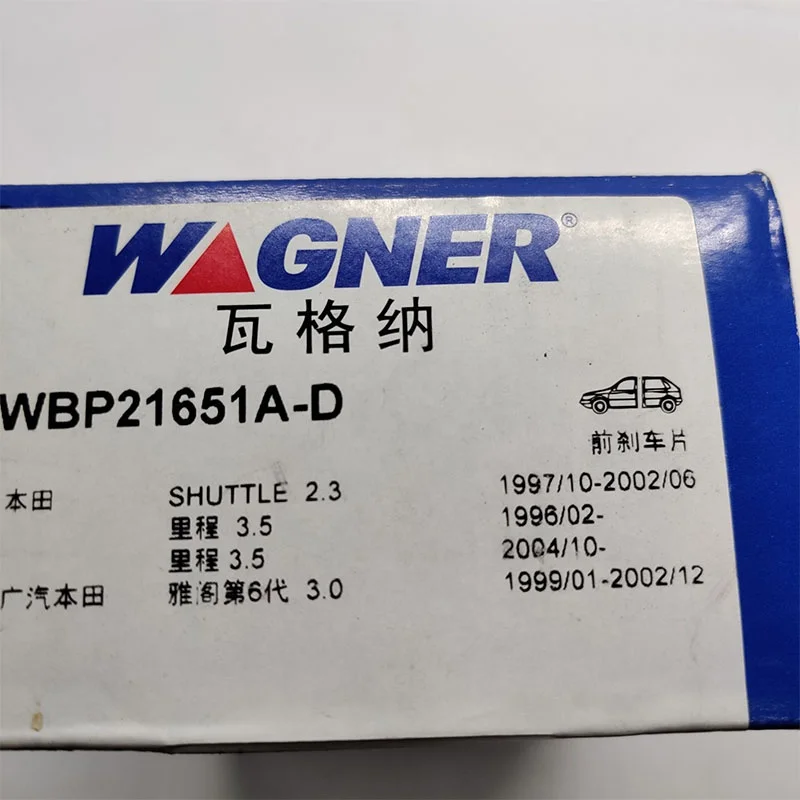 WAGNER®
瓦格纳
WBP21651A-D
前刹车片
本田 SHUTTLE 2.3 1997/10-2002/06
里程 3.5 1996/02-
里程 3.5 2004/10-
广汽本田 雅阁第6代 3.0 1999/01-2002/12